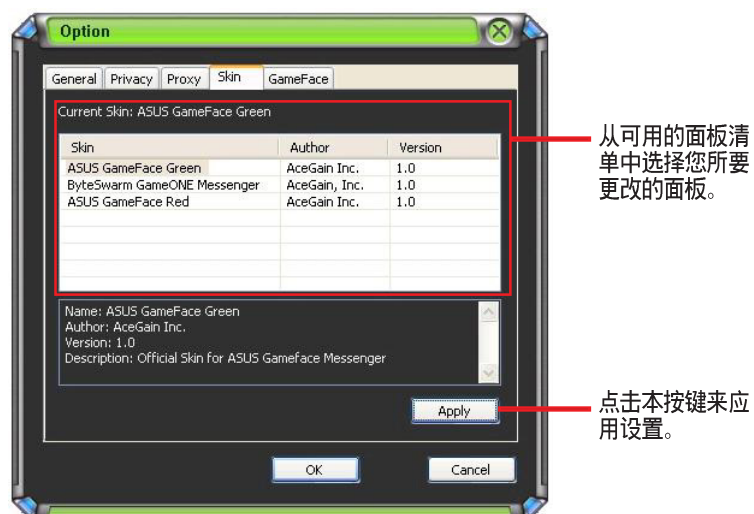 Option
General Privacy Proxy Skin GameFace
Current Skin: ASUS GameFace Green
Skin Author Version
ASUS GameFace Green AceGain Inc. 1.0
ByteSwarm GameONE Messenger AceGain, Inc. 1.0
ASUS GameFace Red AceGain Inc. 1.0
Name: ASUS GameFace Green
Author: AceGain Inc.
Version: 1.0
Description: Official Skin for ASUS Gameface Messenger
Apply
OK Cancel
从可用的面板清
单中选择您所要
更改的面板。
点击本按键来应
用设置。